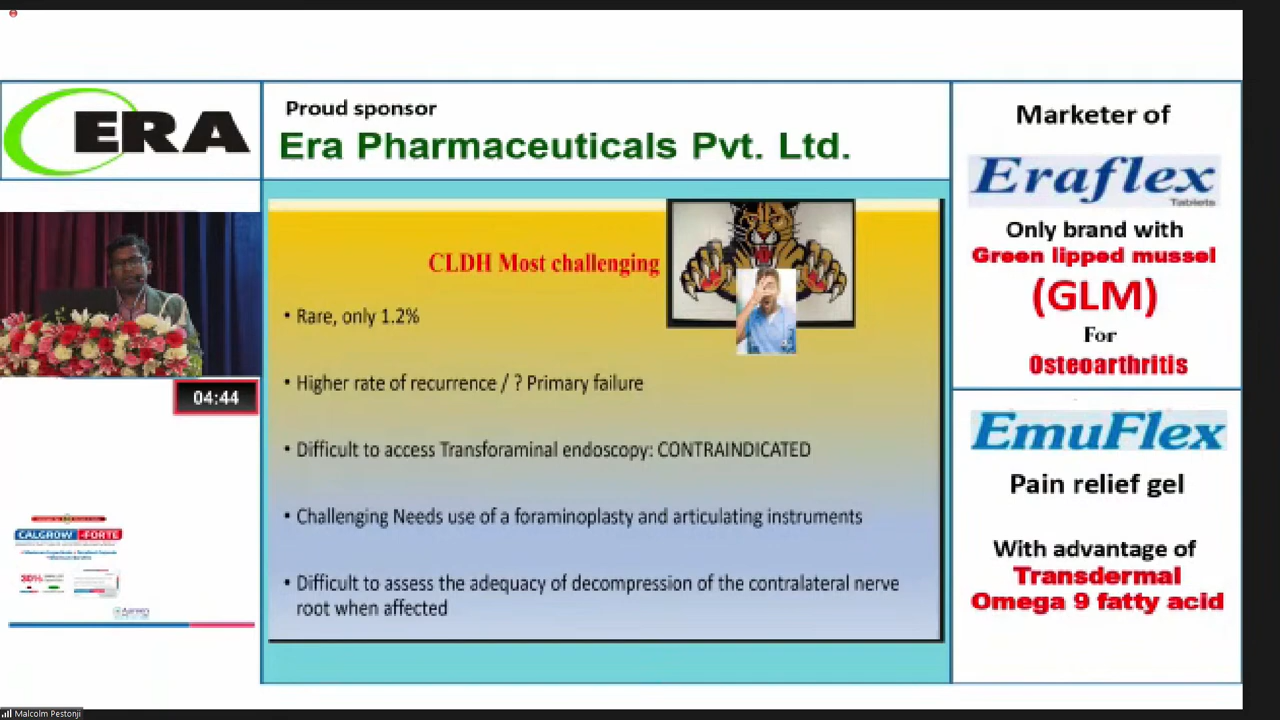 ERA
Proud sponsor
Era Pharmaceuticals Pvt. Ltd.
CLDH Most challenging
• Rare, only 1.2%
• Higher rate of recurrence / ? Primary failure
• Difficult to access Transforaminal endoscopy: CONTRAINDICATED
• Challenging Needs use of a foraminoplasty and articulating instruments
• Difficult to assess the adequacy of decompression of the contralateral nerve
root when affected
04:44
CALGROW-FORTE
Marketer of
Eraflex
Tablets
Only brand with
Green lipped mussel
(GLM)
For
Osteoarthritis
EmuFlex
Pain relief gel
With advantage of
Transdermal
Omega 9 fatty acid
Malcolm Pestonji